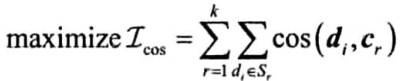 maximize 𝓘_cos = ∑_{r=1}^{k} ∑_{d_i∈S_r} cos(d_i, c_r)